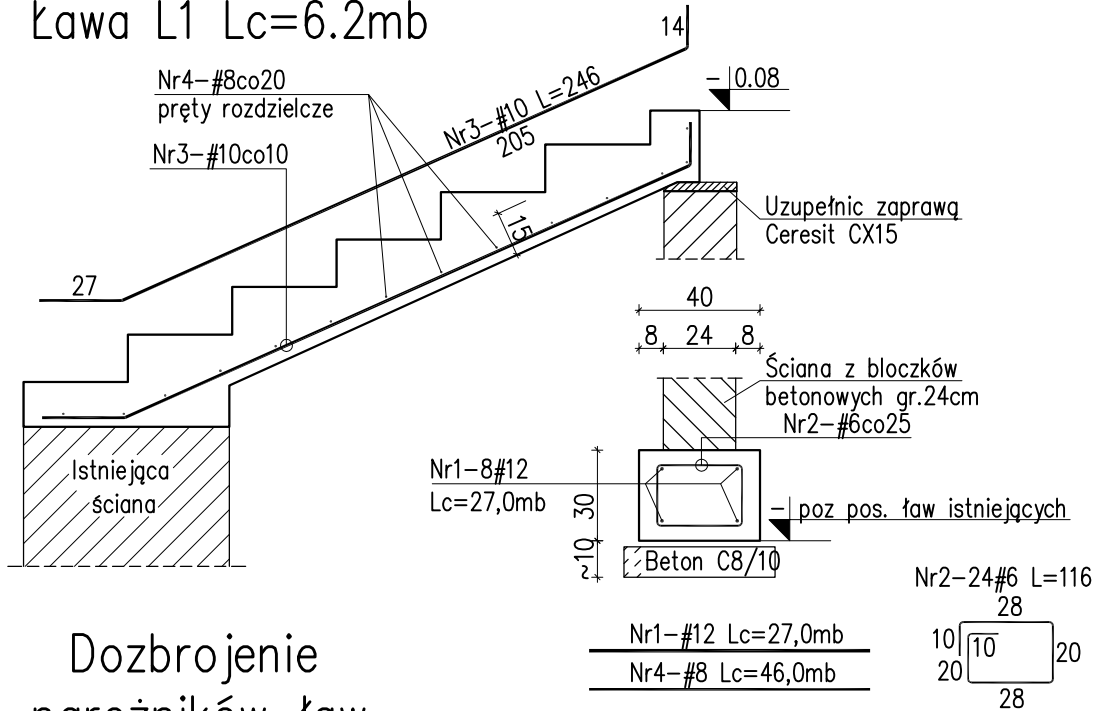 Ława L1 Lc=6.2mb
14
Nr4-#8co20
pręty rozdzielcze
Nr3-#10 L=246
205
- 0.08
Nr3-#10co10
Uzupełnic zaprawą
Ceresit CX15
15
27
40
8 24 8
Ściana z bloczków
betonowych gr.24cm
Nr2-#6co25
Istniejąca
ściana
Nr1-8#12
Lc=27,0mb
30
- poz pos. ław istniejących
~10
Beton C8/10
Nr2-24#6 L=116
28
Nr1-#12 Lc=27,0mb
10
10
20
Nr4-#8 Lc=46,0mb
20
28
Dozbrojenie
narożników ław